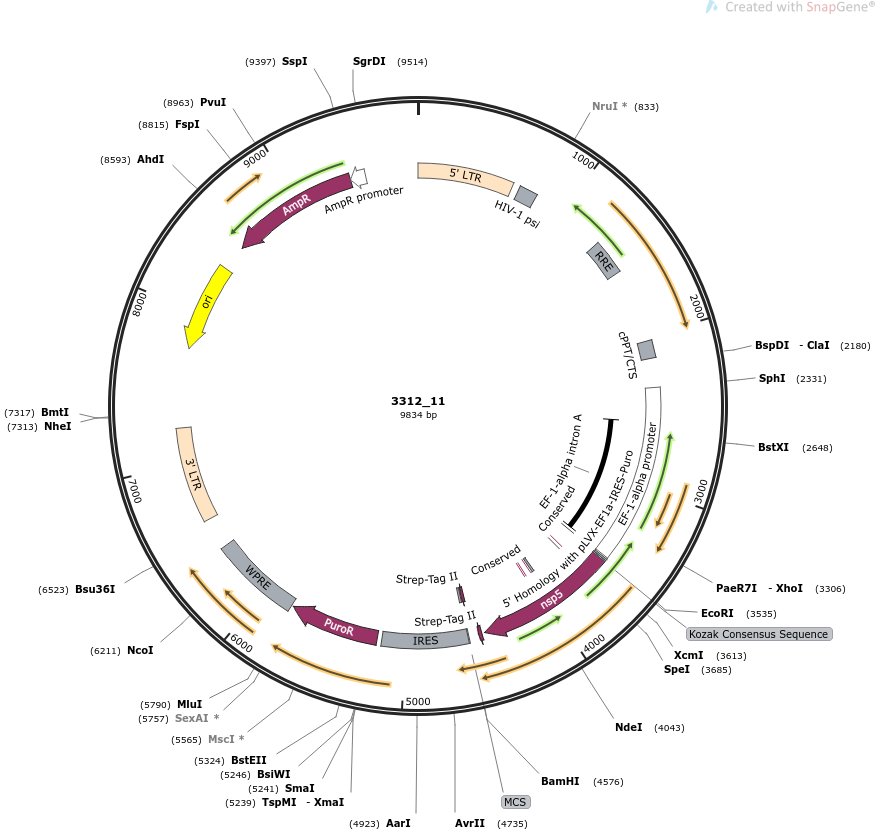 Created with SnapGene®
(9397) SspI
SgrDI (9514)
(8963) PvuI
(8815) FspI
(8593) AhdI
NruI * (833)
9000
1000
5' LTR
HIV-1 psi
AmpR promoter
AmpR
RRE
ori
8000
2000
cPPT/CTS
BspDI - ClaI (2180)
SphI (2331)
3312_11
9834 bp
(7317) BmtI
(7313) NheI
BstXI (2648)
EF-1-alpha intron A
EF-1-alpha promoter
5' Homology with pLVX-EF1a-IRES-Puro
Conserved
Conserved
3' LTR
7000
3000
Strep-Tag II
Strep-Tag II
nsp5
WPRE
PuroR
IRES
(6523) Bsu36I
PaeR7I - XhoI (3306)
EcoRI (3535)
Kozak Consensus Sequence
XcmI (3613)
SpeI (3685)
(6211) NcoI
6000
4000
5000
(5790) MluI
(5757) SexAI *
(5565) MscI *
(5324) BstEII
(5246) BsiWI
(5241) SmaI
(5239) TspMI - XmaI
(4923) AarI
AvrII (4735)
MCS
BamHI (4576)
NdeI (4043)